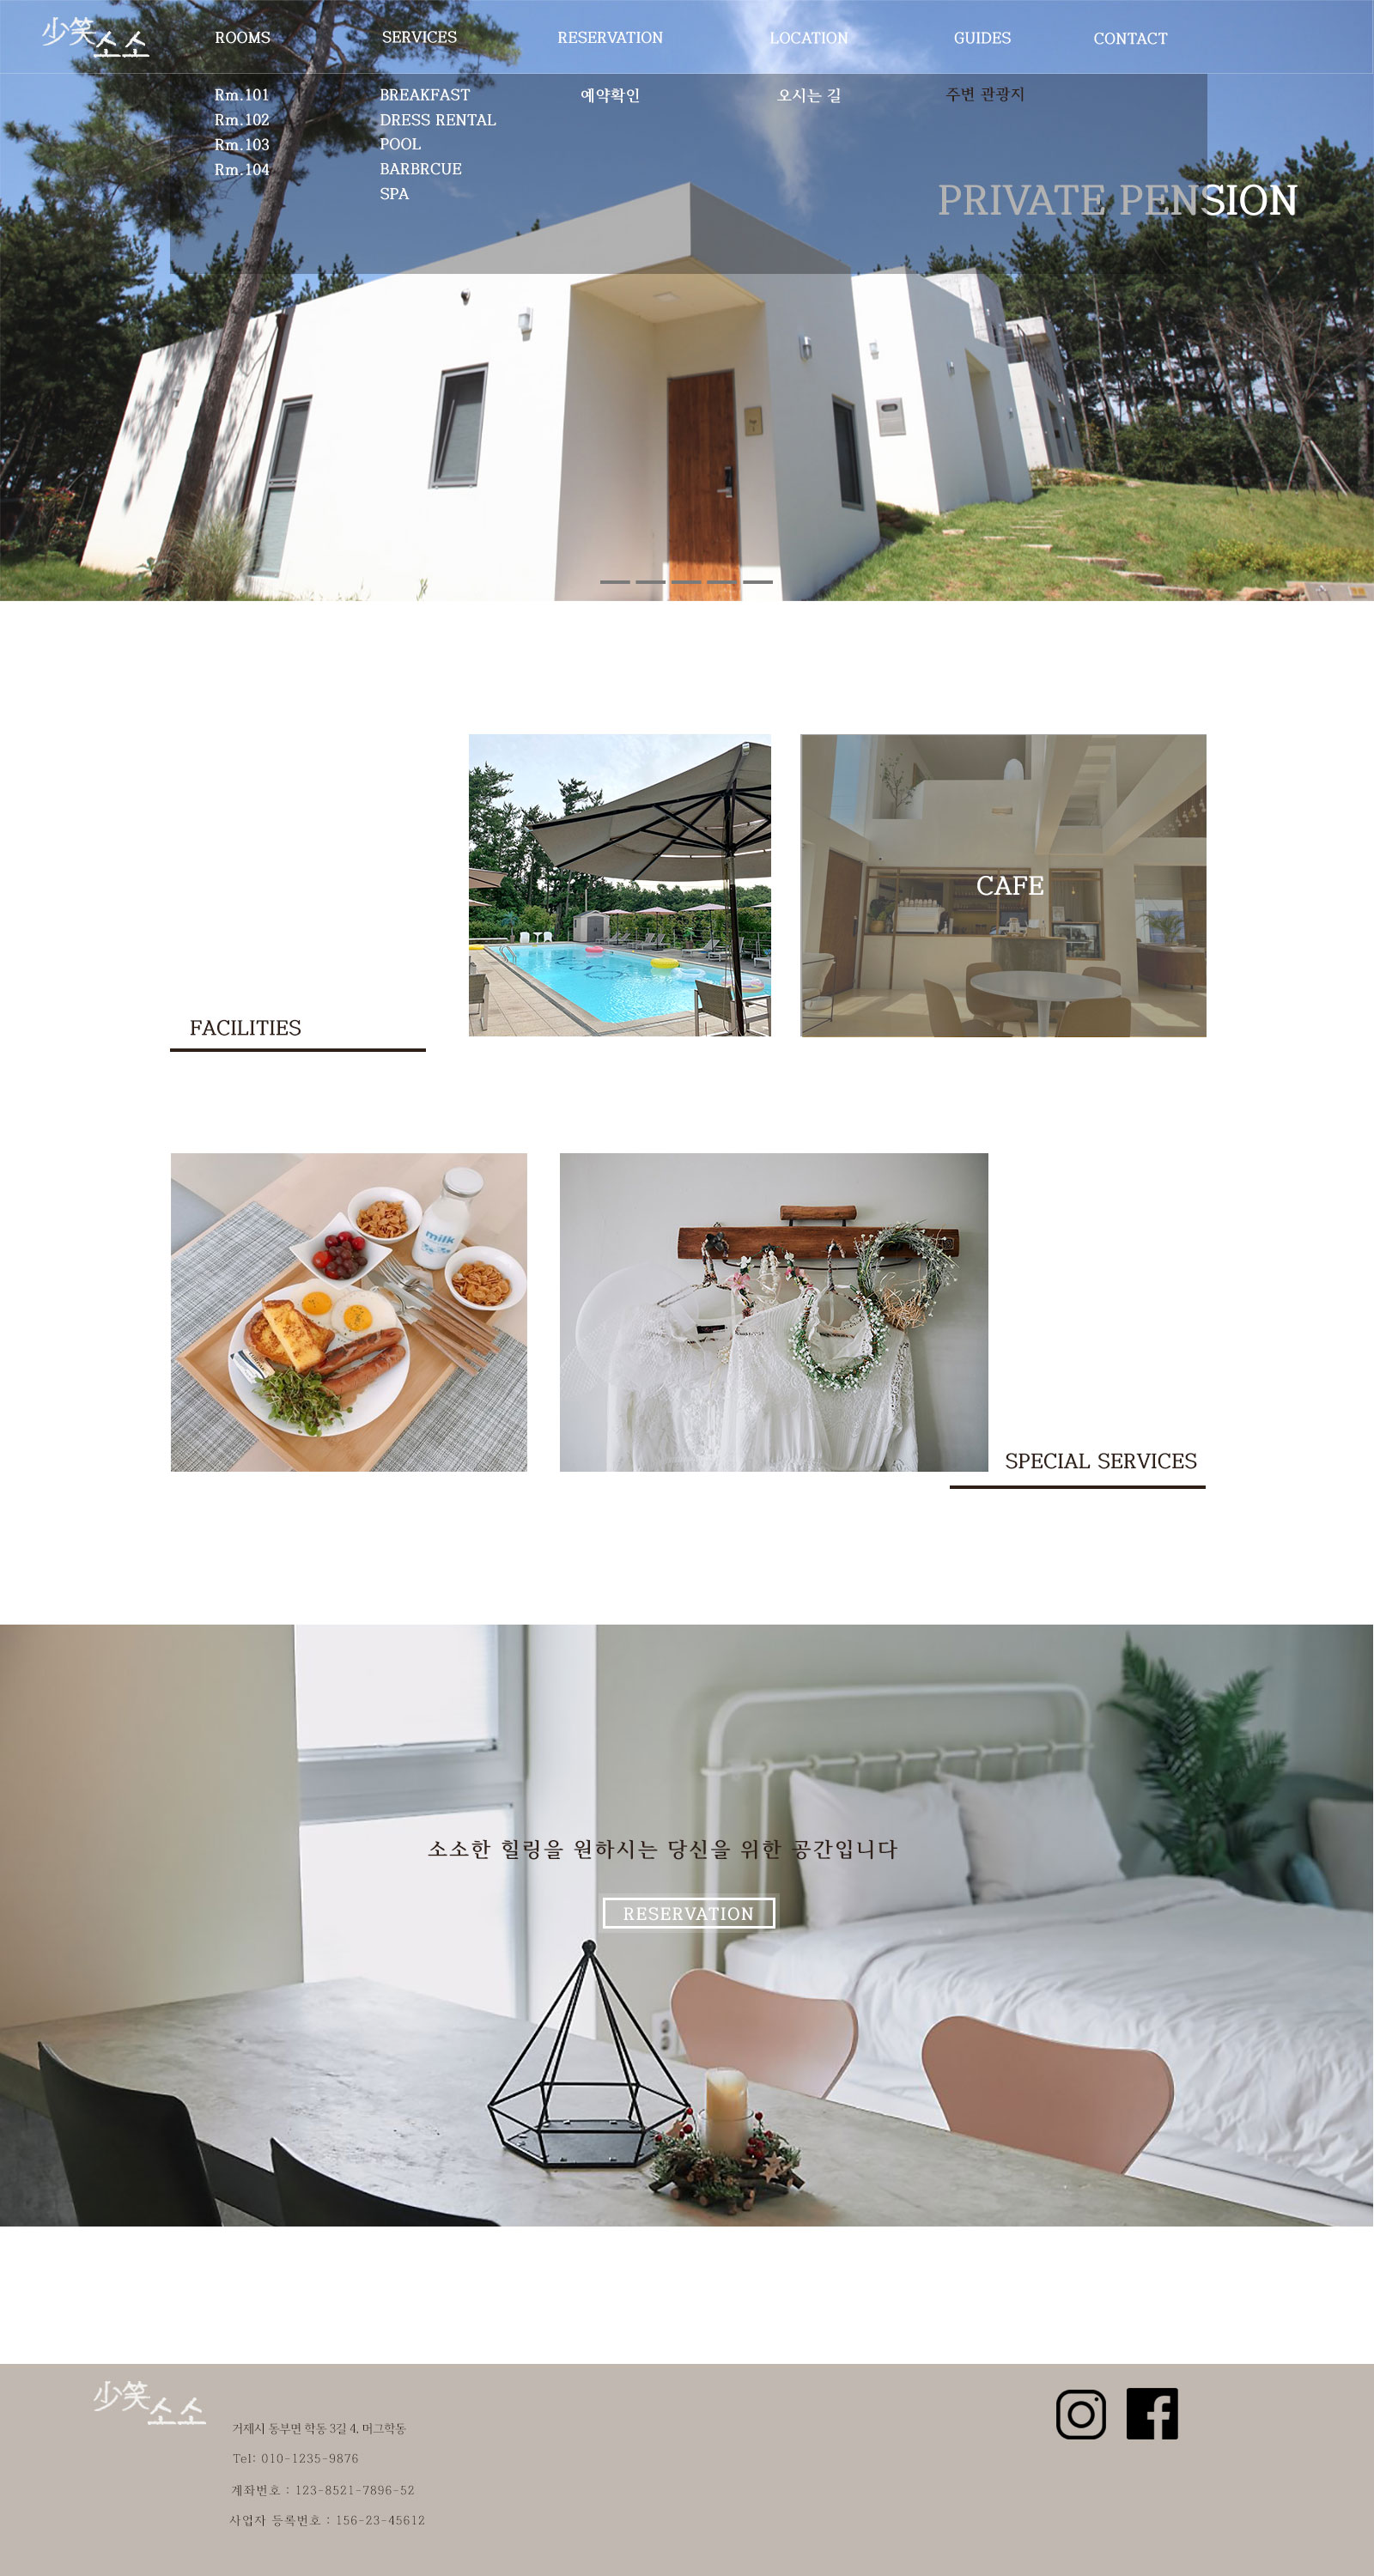 少笑소소
ROOMS SERVICES RESERVATION LOCATION GUIDES CONTACT
Rm.101 BREAKFAST 예약확인 오시는 길 주변 관광지
Rm.102 DRESS RENTAL
Rm.103 POOL
Rm.104 BARBRCUE
SPA
PRIVATE PENSION
CAFE
FACILITIES
milk
SPECIAL SERVICES
소소한 힐링을 원하시는 당신을 위한 공간입니다
RESERVATION
少笑소소
거제시 동부면 학동 3길 4, 머그학동
Tel: 010-1235-9876
계좌번호 : 123-8521-7896-52
사업자 등록번호 : 156-23-45612